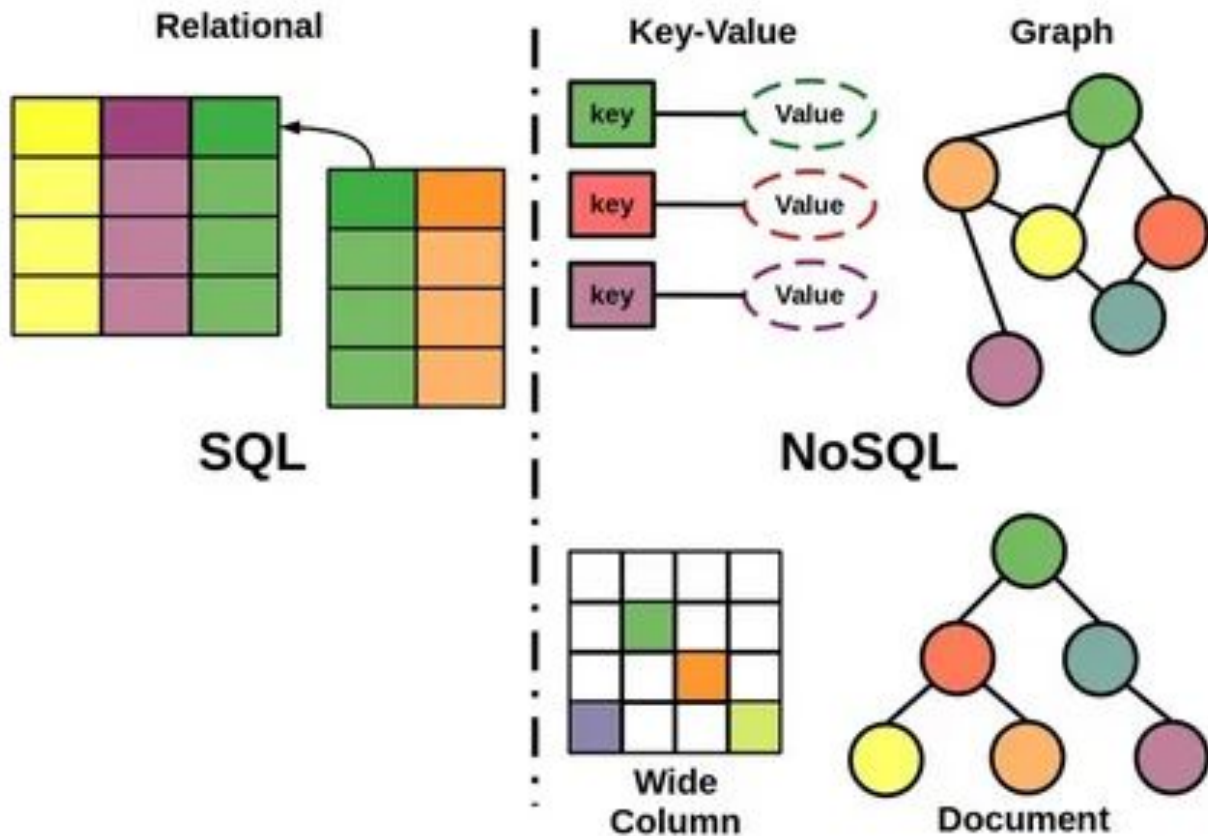 Relational
SQL
Key-Value
key Value
key Value
key Value
Graph
NoSQL
Wide
Column
Document